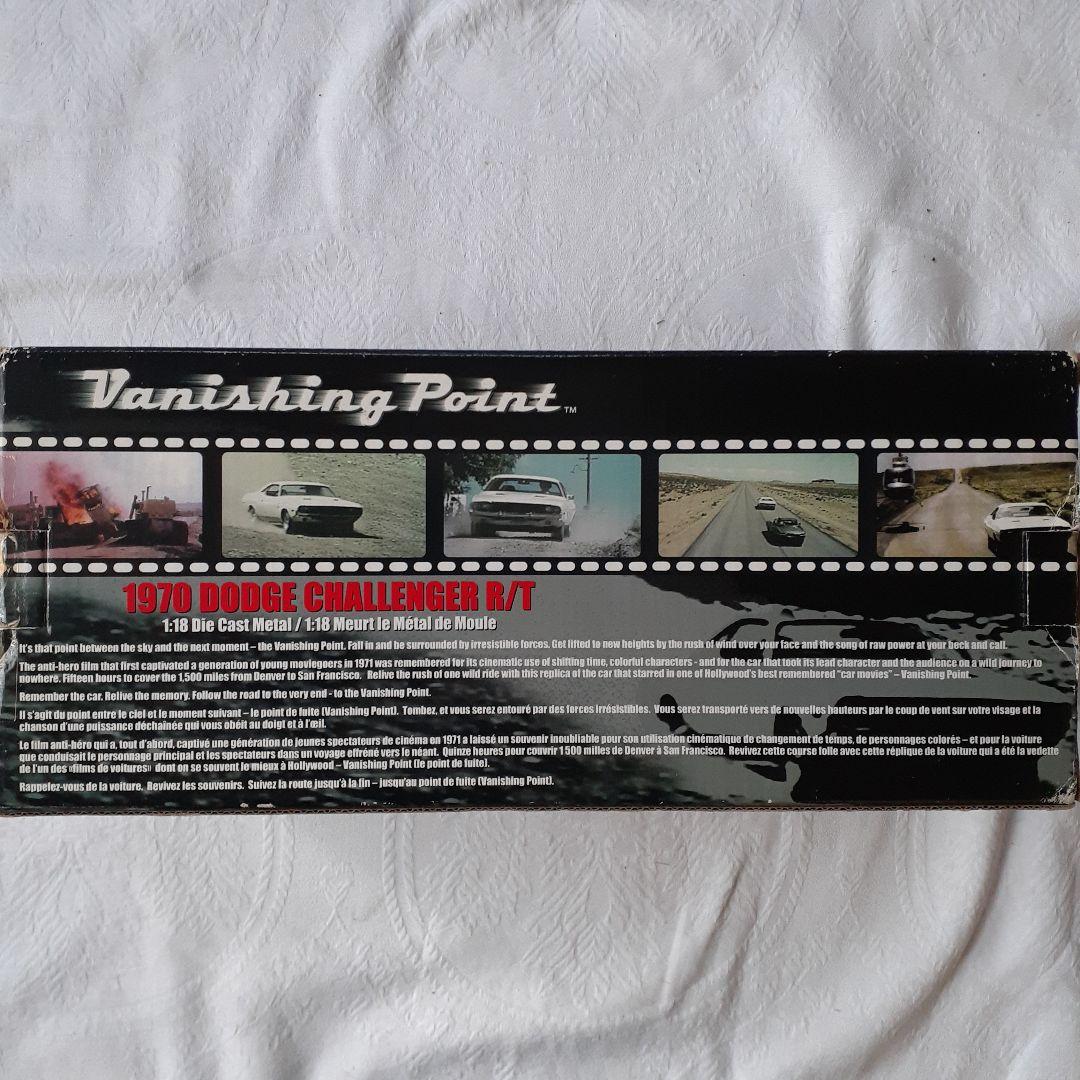 Vanishing Point™
1970 DODGE CHALLENGER R/T
1:18 Die Cast Metal / 1:18 Meurt le Métal de Moule
It's that point between the sky and the next moment – the Vanishing Point. Fall in and be surrounded by irresistible forces. Get lifted to new heights by the rush of wind over your face and the song of raw power at your beck and call.
The anti-hero film that first captivated a generation of young moviegoers in 1971 was remembered for its cinematic use of shifting time, colorful characters - and for the car that took its lead character and the audience on a wild journey to
nowhere. Fifteen hours to cover the 1,500 miles from Denver to San Francisco. Relive the rush of one wild ride with this replica of the car that starred in one of Hollywood's best remembered "car movies" – Vanishing Point.
Remember the car. Relive the memory. Follow the road to the very end - to the Vanishing Point.
Il s'agit du point entre le ciel et le moment suivant – le point de fuite (Vanishing Point). Tombez, et vous serez entouré par des forces irrésistibles. Vous serez transporté vers de nouvelles hauteurs par le coup de vent sur votre visage et la
chanson d'une puissance déchaînée qui vous obéit au doigt et à l'œil.
Le film anti-héro qui a, tout d'abord, captivé une génération de jeunes spectateurs de cinéma en 1971 a laissé un souvenir inoubliable pour son utilisation cinématique de changement de temps, de personnages colorés – et pour la voiture
que conduisait le personnage principal et les spectateurs dans un voyage effréné vers le néant. Quinze heures pour couvrir 1500 milles de Denver à San Francisco. Revivez cette course folle avec cette réplique de la voiture qui a été la vedette
de l'un des «films de voitures» dont on se souvent le mieux à Hollywood – Vanishing Point (le point de fuite).
Rappelez-vous de la voiture. Revivez les souvenirs. Suivez la route jusqu'à la fin – jusqu'au point de fuite (Vanishing Point).